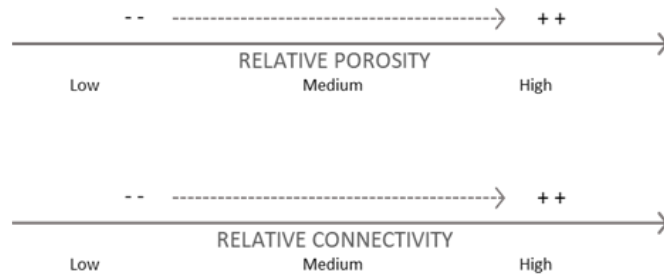 - - ++
RELATIVE POROSITY
Low Medium High
- - ++
RELATIVE CONNECTIVITY
Low Medium High